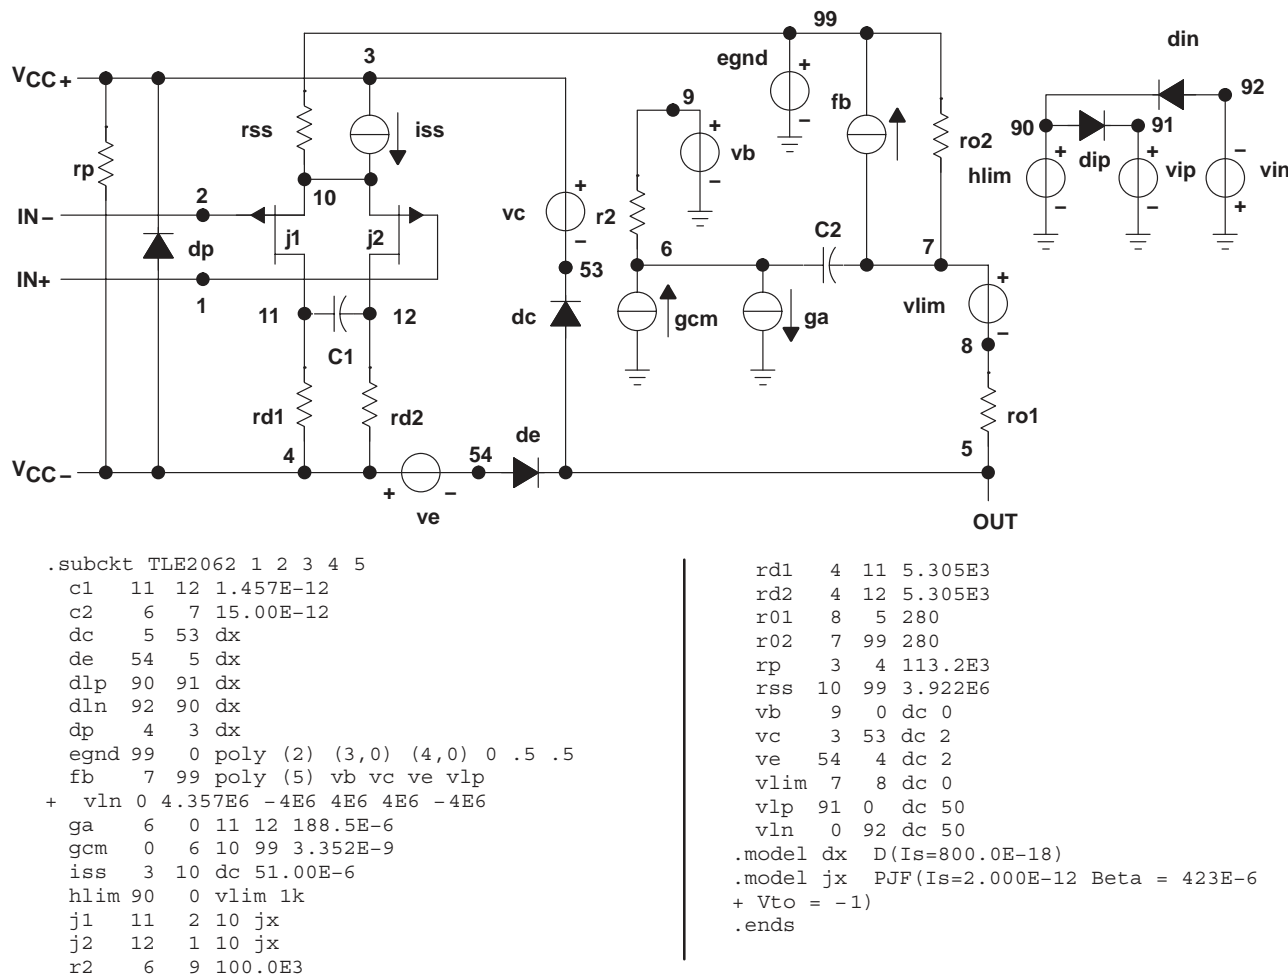 99
3
din
VCC+
egnd
+
92
9
fb
rss
iss
+
90
91
ro2
−
−
rp
vb
dip
+
+
−
2
10
−
hlim
vip
vin
IN−
+
vc
r2
−
−
+
j1
j2
C2
dp
−
6
7
IN+
53
1
+
11
12
dc
gcm
ga
vlim
−
8
C1
rd1
rd2
ro1
de
4
54
5
VCC−
+
−
ve
OUT
.subckt TLE2062 1 2 3 4 5
c1 11 12 1.457E−12
c2 6 7 15.00E−12
dc 5 53 dx
de 54 5 dx
dlp 90 91 dx
dln 92 90 dx
dp 4 3 dx
egnd 99 0 poly (2) (3,0) (4,0) 0 .5 .5
fb 7 99 poly (5) vb vc ve vlp
+ vln 0 4.357E6 −4E6 4E6 4E6 −4E6
ga 6 0 11 12 188.5E−6
gcm 0 6 10 99 3.352E−9
iss 3 10 dc 51.00E−6
hlim 90 0 vlim 1k
j1 11 2 10 jx
j2 12 1 10 jx
r2 6 9 100.0E3
rd1 4 11 5.305E3
rd2 4 12 5.305E3
r01 8 5 280
r02 7 99 280
rp 3 4 113.2E3
rss 10 99 3.922E6
vb 9 0 dc 0
vc 3 53 dc 2
ve 54 4 dc 2
vlim 7 8 dc 0
vlp 91 0 dc 50
vln 0 92 dc 50
.model dx D(Is=800.0E−18)
.model jx PJF(Is=2.000E−12 Beta = 423E−6
+ Vto = −1)
.ends